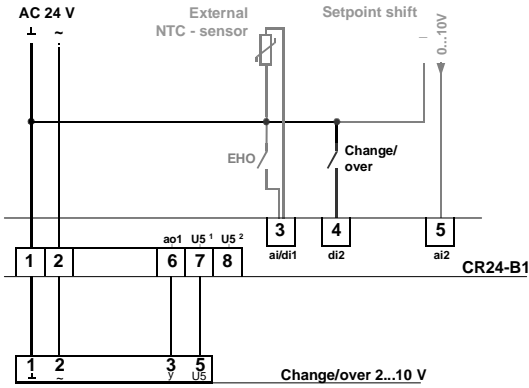 AC 24 V
⊥ ~
External
NTC - sensor
Setpoint shift
_ 0...10V
EHO
Change/
over
ao1 U5 1 U5 2
3 4 5
ai/di1 di2 ai2
1 2 6 7 8
CR24-B1
1 2 3 5
⊥ ~ y U5
Change/over 2...10 V